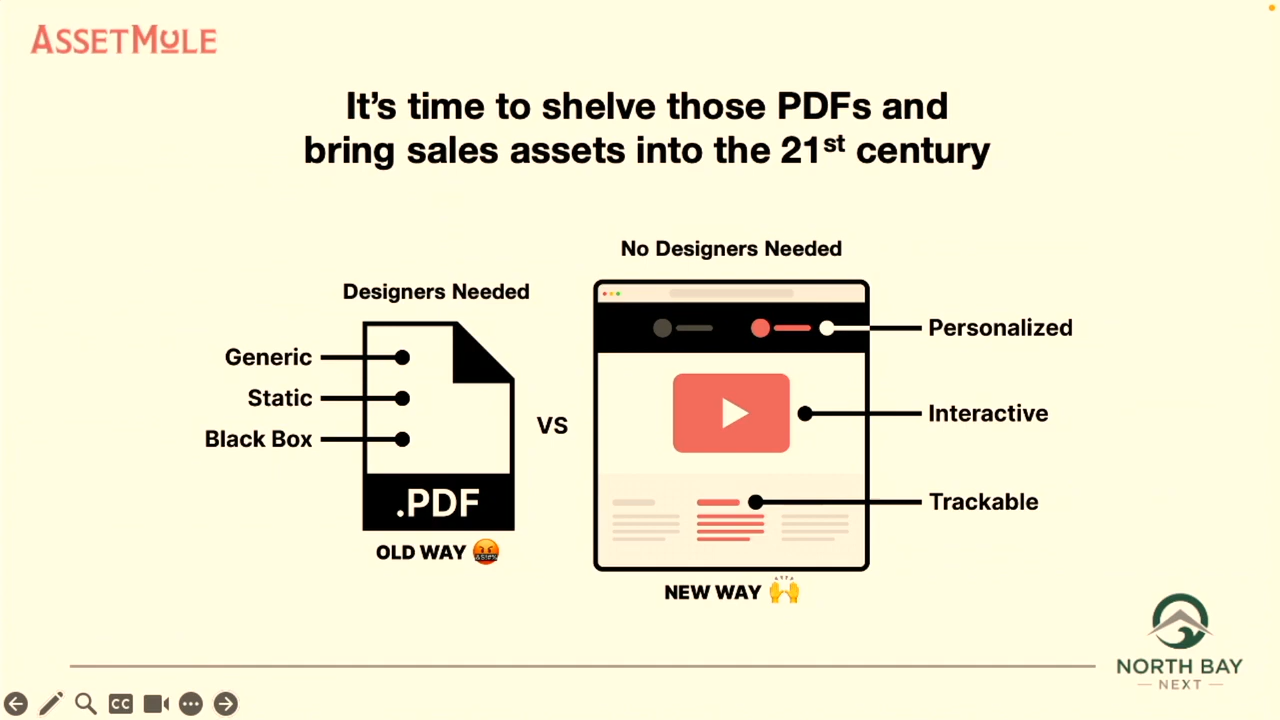 ASSETMULE
It's time to shelve those PDFs and
bring sales assets into the 21st century
Designers Needed
Generic
Static
Black Box
.PDF
OLD WAY 🤬
VS
No Designers Needed
Personalized
Interactive
Trackable
NEW WAY 🙌
NORTH BAY
NEXT
CC